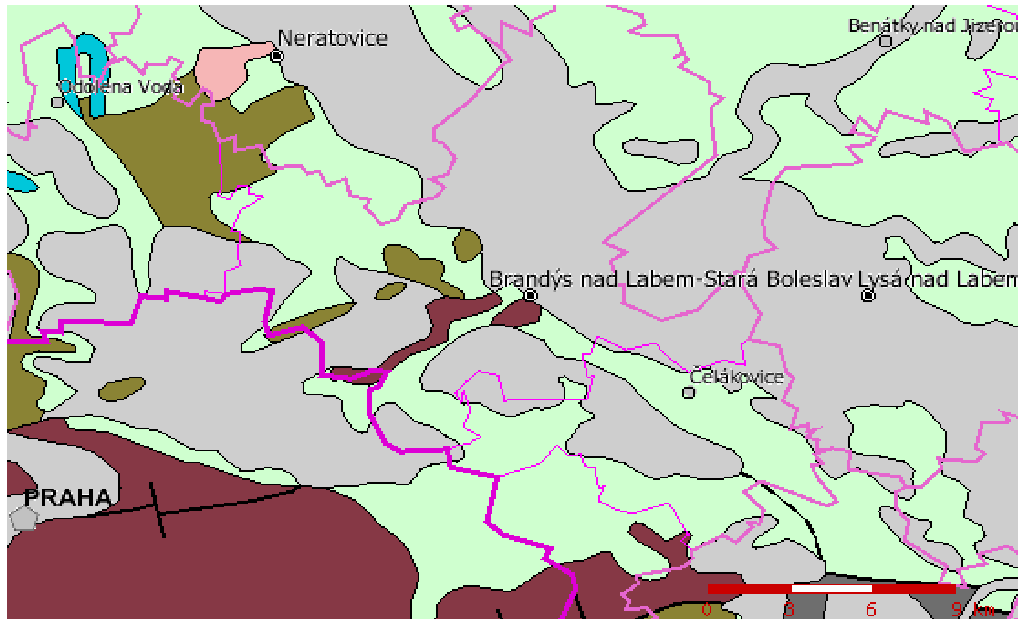 Benátky nad Jizerou
Neratovice
Odolena Voda
Brandýs nad Labem-Stará Boleslav
Lysá nad Labem
Čelákovice
PRAHA
0 3 6 9 km